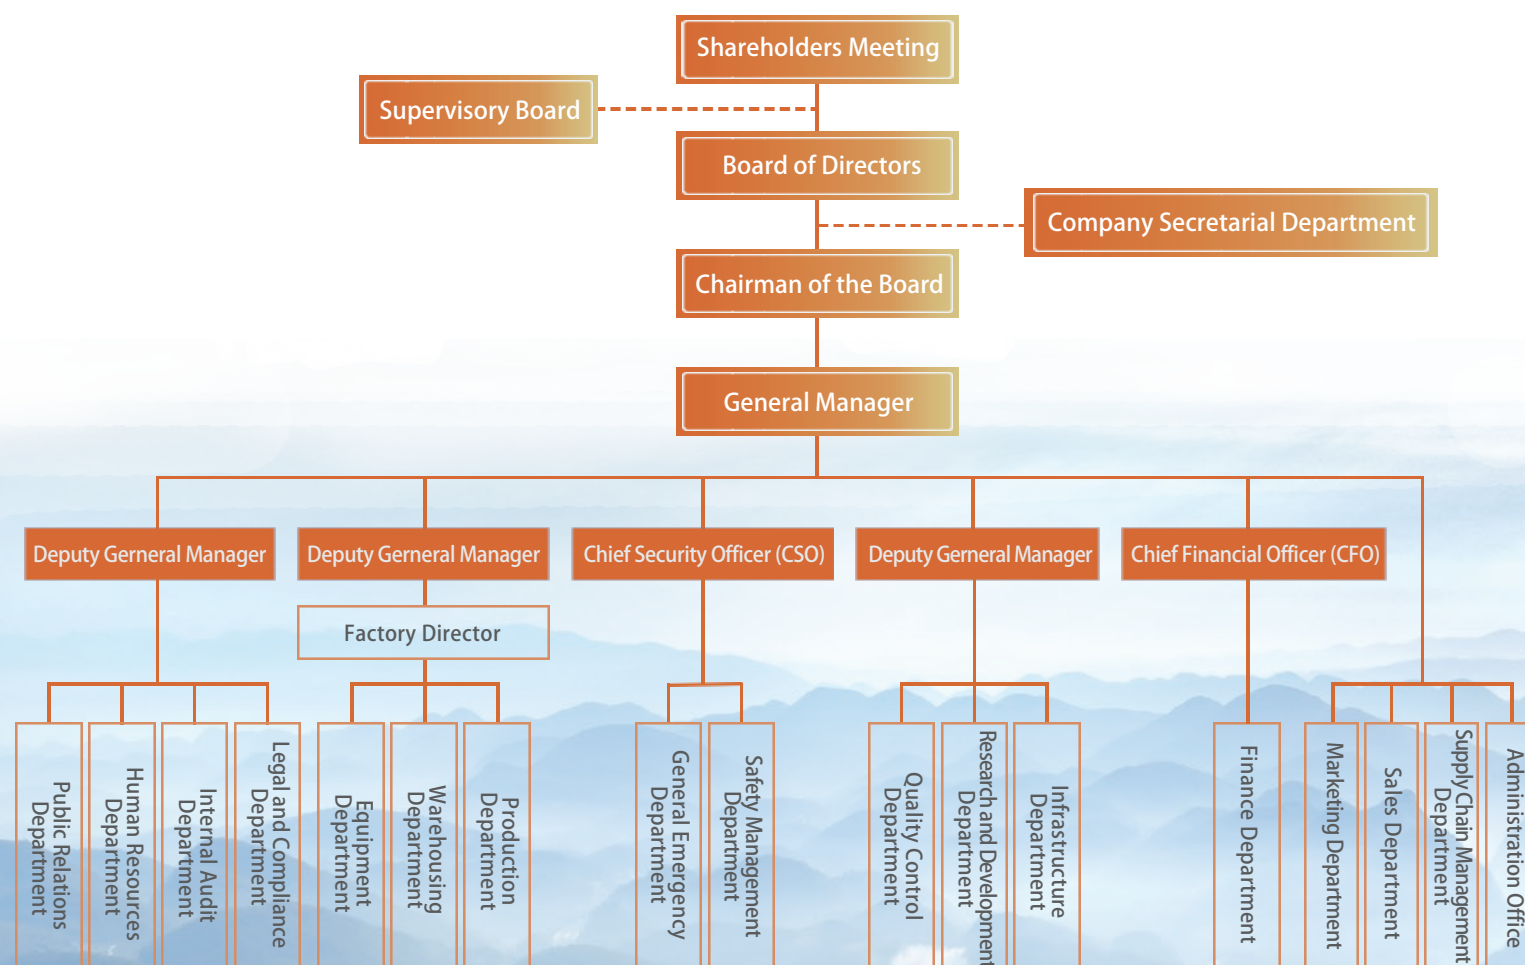 Shareholders Meeting
Supervisory Board
Board of Directors
Company Secretarial Department
Chairman of the Board
General Manager
Deputy Gerneral Manager
Deputy Gerneral Manager
Chief Security Officer (CSO)
Deputy Gerneral Manager
Chief Financial Officer (CFO)
Factory Director
Public Relations
Department
Human Resources
Department
Internal Audit
Department
Legal and Compliance
Department
Equipment
Department
Warehousing
Department
Production
Department
General Emergency
Department
Safety Management
Department
Quality Control
Department
Research and Development
Department
Infrastructure
Department
Finance Department
Marketing Department
Sales Department
Supply Chain Management
Department
Administration Office